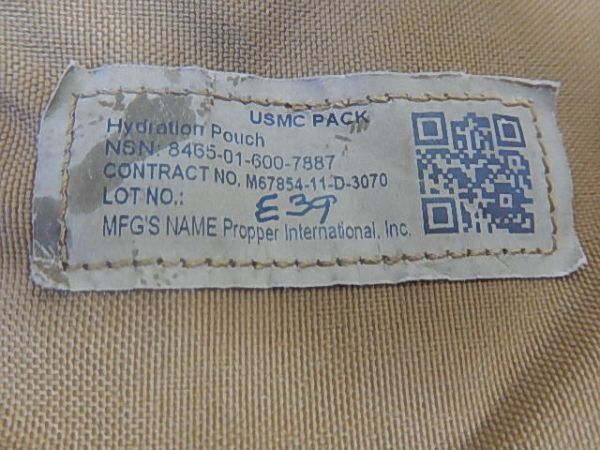 USMC PACK
Hydration Pouch
NSN: 8465-01-600-7887
CONTRACT NO. M67854-11-D-3070
LOT NO.: E39
MFG'S NAME Propper International, Inc.